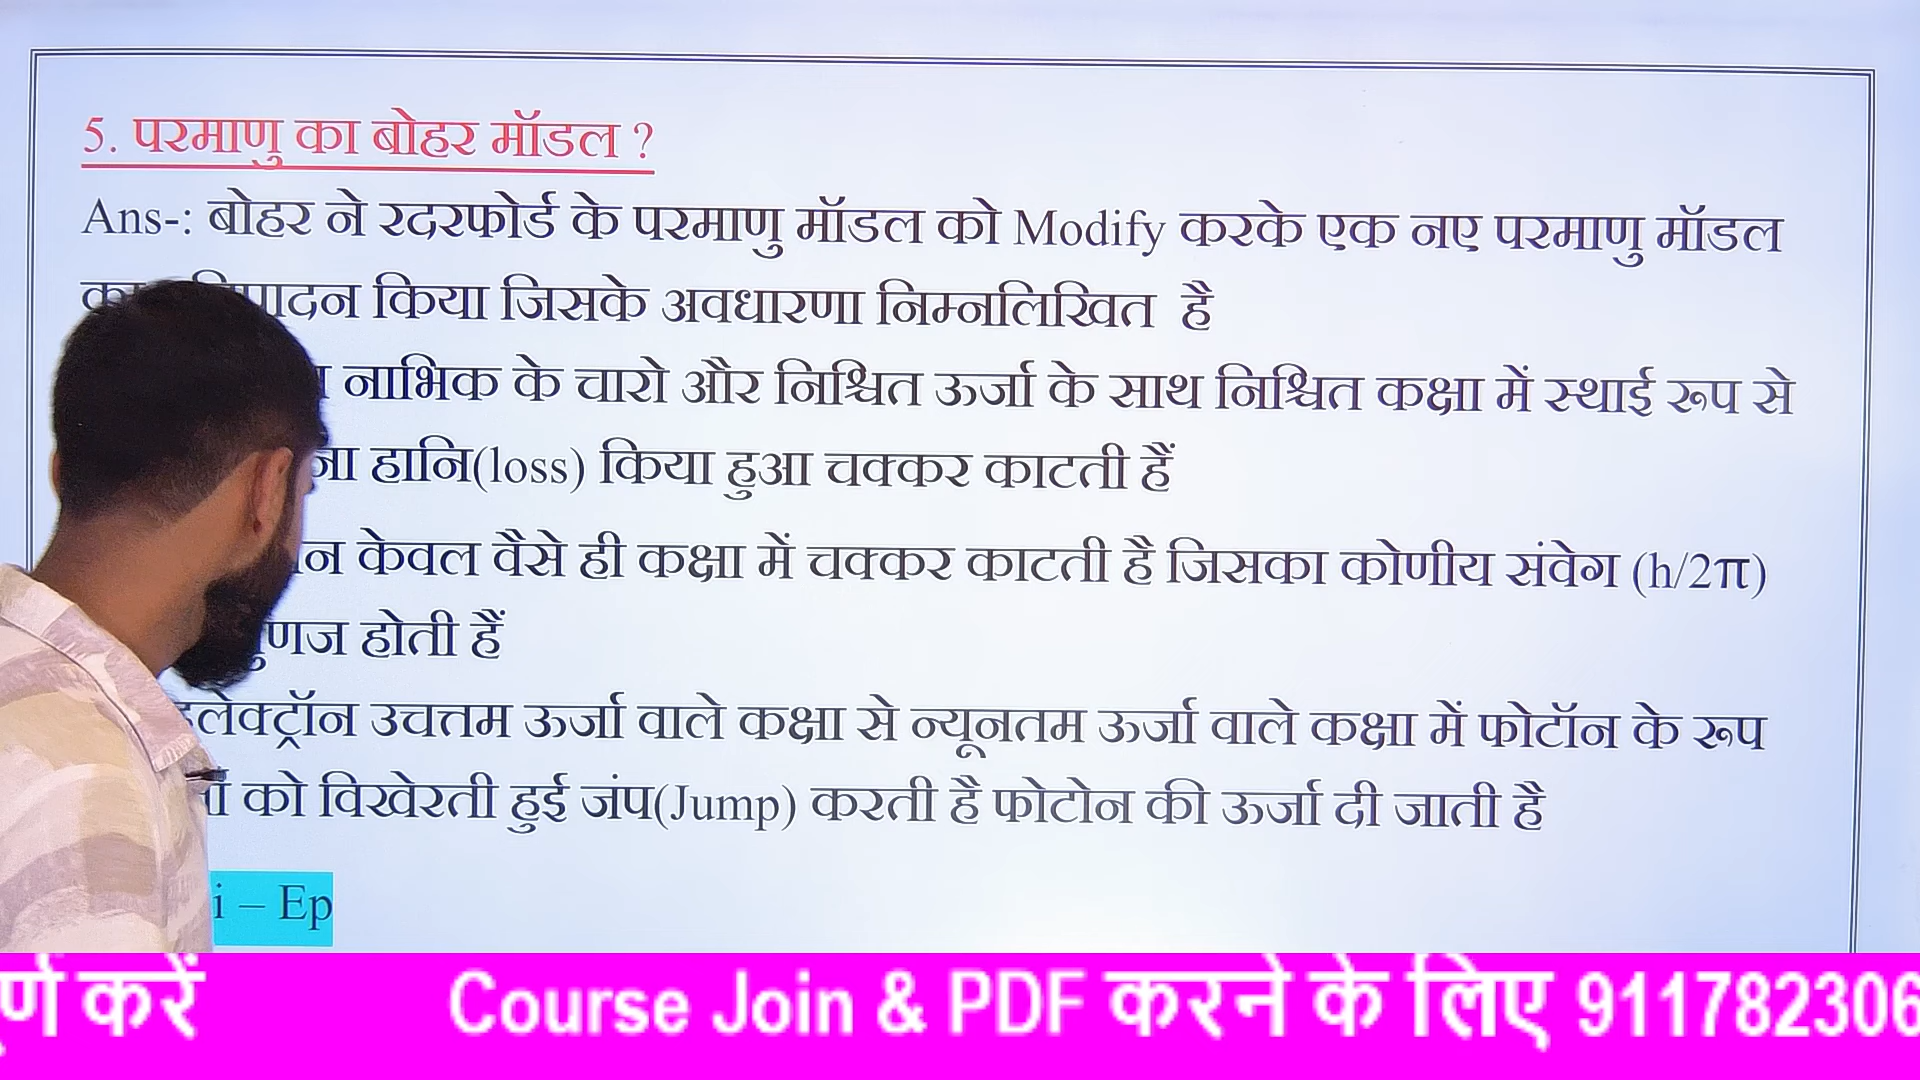 5. परमाणु का बोहर मॉडल ?
Ans-: बोहर ने रदरफोर्ड के परमाणु मॉडल को Modify करके एक नए परमाणु मॉडल
किया जिसके अवधारणा निम्नलिखित है
नाभिक के चारो और निश्चित ऊर्जा के साथ निश्चित कक्षा में स्थाई रूप से
हानि(loss) किया हुआ चक्कर काटती हैं
केवल वैसे ही कक्षा में चक्कर काटती है जिसका कोणीय संवेग (h/2π)
होती हैं
उचत्तम ऊर्जा वाले कक्षा से न्यूनतम ऊर्जा वाले कक्षा में फोटॉन के रूप
को विखेरती हुई जंप(Jump) करती है फोटोन की ऊर्जा दी जाती है
– Ep
करें Course Join & PDF करने के लिए 911782306